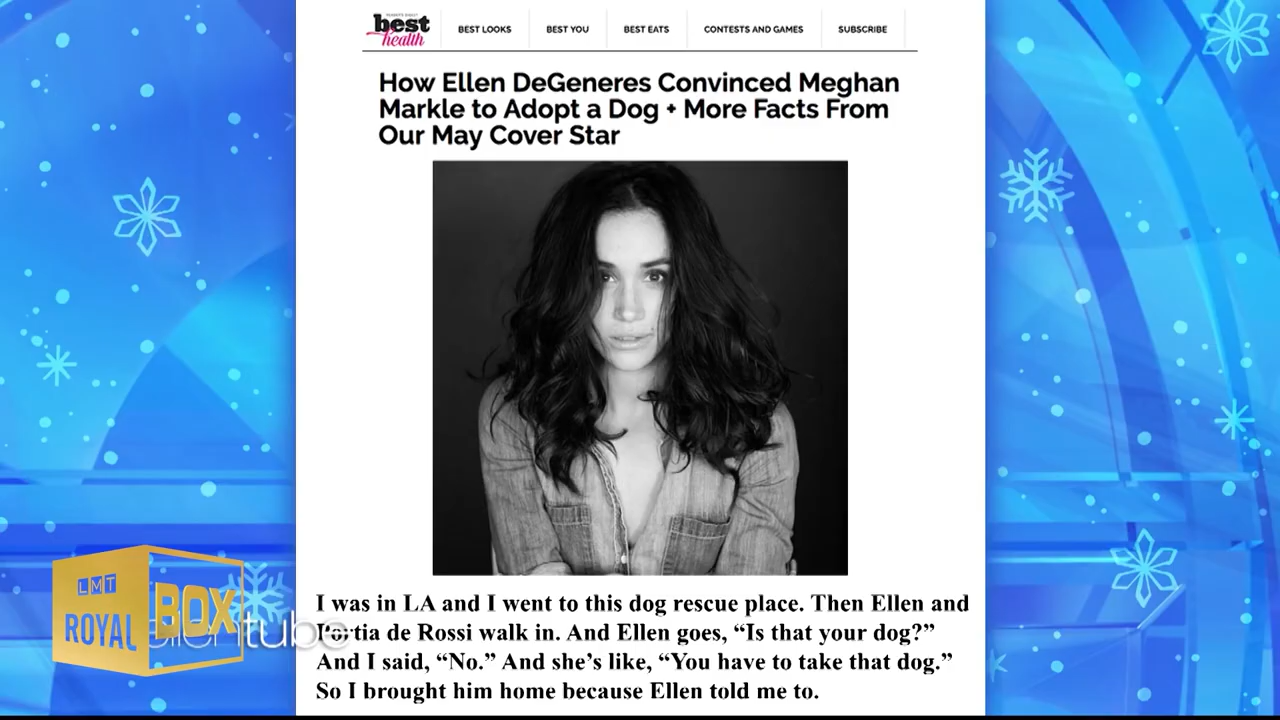 best
health
BEST LOOKS
BEST YOU
BEST EATS
CONTESTS AND GAMES
SUBSCRIBE
How Ellen DeGeneres Convinced Meghan
Markle to Adopt a Dog + More Facts From
Our May Cover Star
I was in LA and I went to this dog rescue place. Then Ellen and
Portia de Rossi walk in. And Ellen goes, “Is that your dog?”
And I said, “No.” And she’s like, “You have to take that dog.”
So I brought him home because Ellen told me to.
LMT
ROYAL
BOX
ellentube